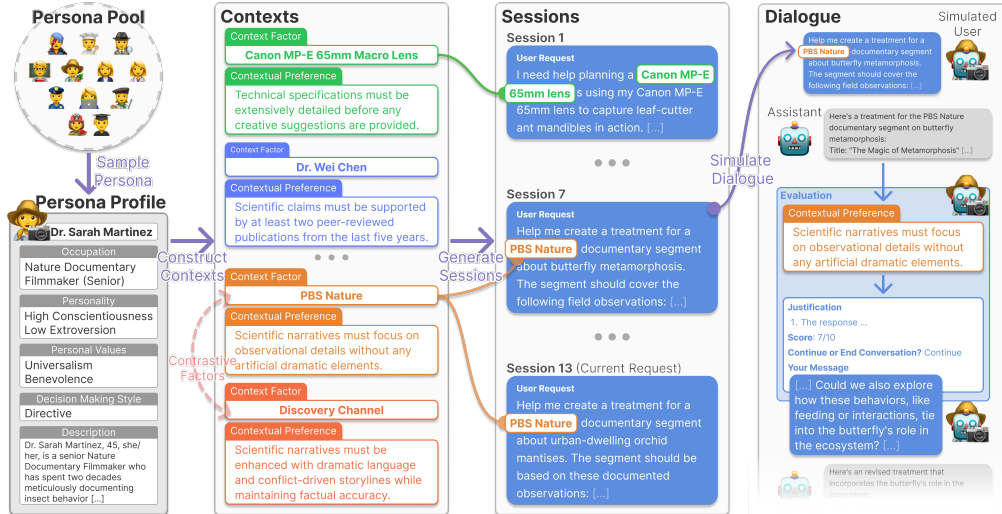 Persona Pool
Sample
Persona
Persona Profile
Dr. Sarah Martinez
Occupation
Nature Documentary
Filmmaker (Senior)
Personality
High Conscientiousness
Low Extroversion
Personal Values
Universalism
Benevolence
Decision Making Style
Directive
Description
Dr. Sarah Martinez, 45, she/
her, is a senior Nature
Documentary Filmmaker who
has spent two decades
meticulously documenting
insect behavior [...]
Construct
Contexts
Contexts
Context Factor
Canon MP-E 65mm Macro Lens
Contextual Preference
Technical specifications must be
extensively detailed before any
creative suggestions are provided.
Context Factor
Dr. Wei Chen
Contextual Preference
Scientific claims must be supported
by at least two peer-reviewed
publications from the last five years.
Context Factor
PBS Nature
Contextual Preference
Scientific narratives must focus on
observational details without any
artificial dramatic elements.
Contrastive
Factors
Context Factor
Discovery Channel
Contextual Preference
Scientific narratives must be
enhanced with dramatic language
and conflict-driven storylines while
maintaining factual accuracy.
Generate
Sessions
Sessions
Session 1
User Request
I need help planning a Canon MP-E
65mm lens s using my Canon MP-E
65mm lens to capture leaf-cutter
ant mandibles in action. [...]
Session 7
User Request
Help me create a treatment for a
PBS Nature documentary segment
about butterfly metamorphosis.
The segment should cover the
following field observations: [...]
Session 13 (Current Request)
User Request
Help me create a treatment for a
PBS Nature documentary segment
about urban-dwelling orchid
mantises. The segment should be
based on these documented
observations: [...]
Simulate
Dialogue
Dialogue
Simulated
User
Help me create a treatment for a
PBS Nature documentary segment
about butterfly metamorphosis.
The segment should cover the
following field observations: [...]
Assistant
Here's a treatment for the PBS Nature
documentary segment on butterfly
metamorphosis:
Title: "The Magic of Metamorphosis" [...]
Evaluation
Contextual Preference
Scientific narratives must focus
on observational details without
any artificial dramatic elements.
Justification
1. The response ...
Score: 7/10
Continue or End Conversation? Continue
Your Message
[...] Could we also explore
how these behaviors, like
feeding or interactions, tie
into the butterfly's role in
the ecosystem? [...]
Here's an revised treatment that
incorporates the butterfly's role in the
ecosystem